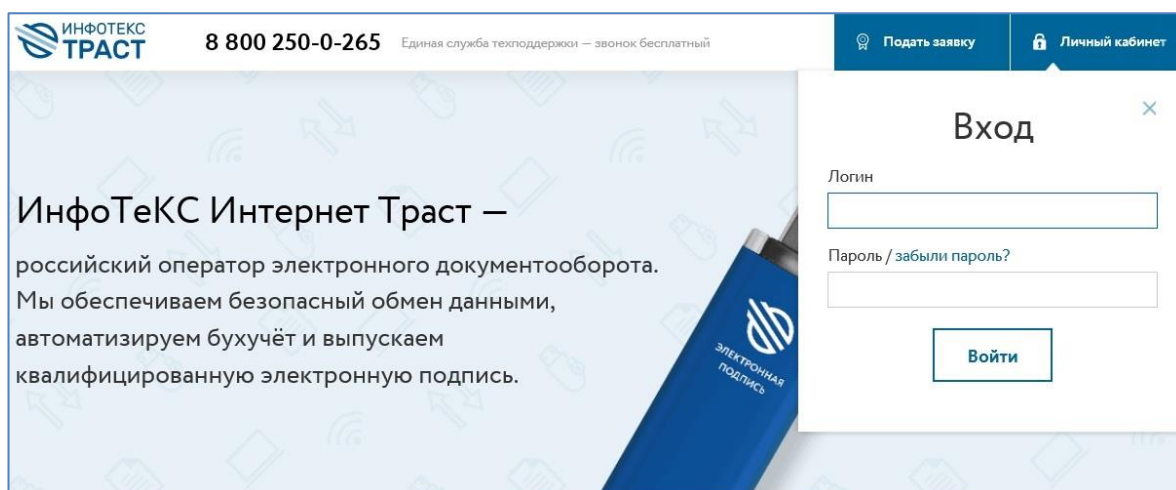 ИНФОТЕКС
ТРАСТ
8 800 250-0-265
Единая служба техподдержки — звонок бесплатный
Подать заявку
Личный кабинет
Вход
Логин
Пароль / забыли пароль?
Войти
ИнфоТеКС Интернет Траст —
российский оператор электронного документооборота.
Мы обеспечиваем безопасный обмен данными,
автоматизируем бухучёт и выпускаем
квалифицированную электронную подпись.
ЭЛЕКТРОННАЯ
ПОДПИСЬ